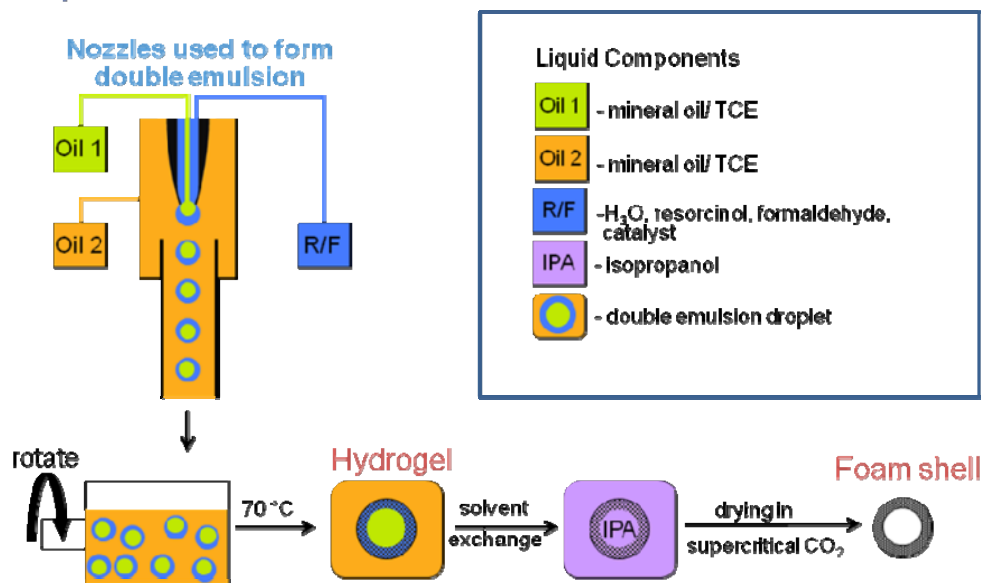 Nozzles used to form
double emulsion
Oil 1
Oil 2
R/F
Liquid Components
Oil 1 - mineral oil/ TCE
Oil 2 - mineral oil/ TCE
R/F -H₂O, resorcinol, formaldehyde,
catalyst
IPA - isopropanol
- double emulsion droplet
rotate
70 °C
Hydrogel
solvent
exchange
IPA
drying in
supercritical CO₂
Foam shell